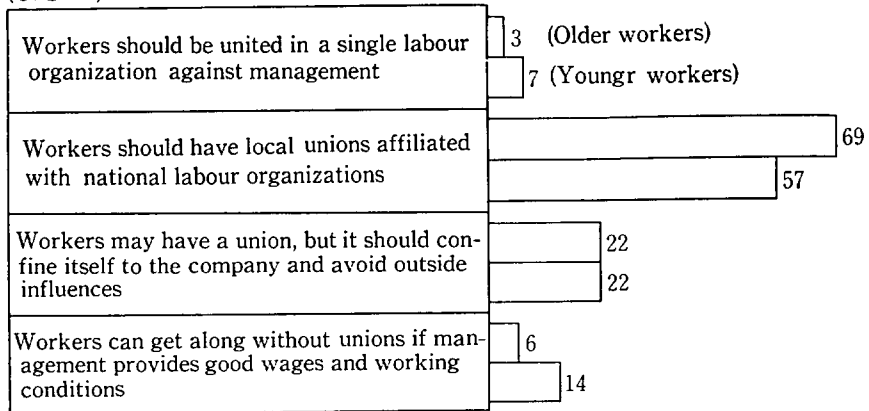 Workers should be united in a single labour
organization against management
3 (Older workers)
7 (Youngr workers)
Workers should have local unions affiliated
with national labour organizations
69
57
Workers may have a union, but it should con-
fine itself to the company and avoid outside
influences
22
22
Workers can get along without unions if man-
agement provides good wages and working
conditions
6
14